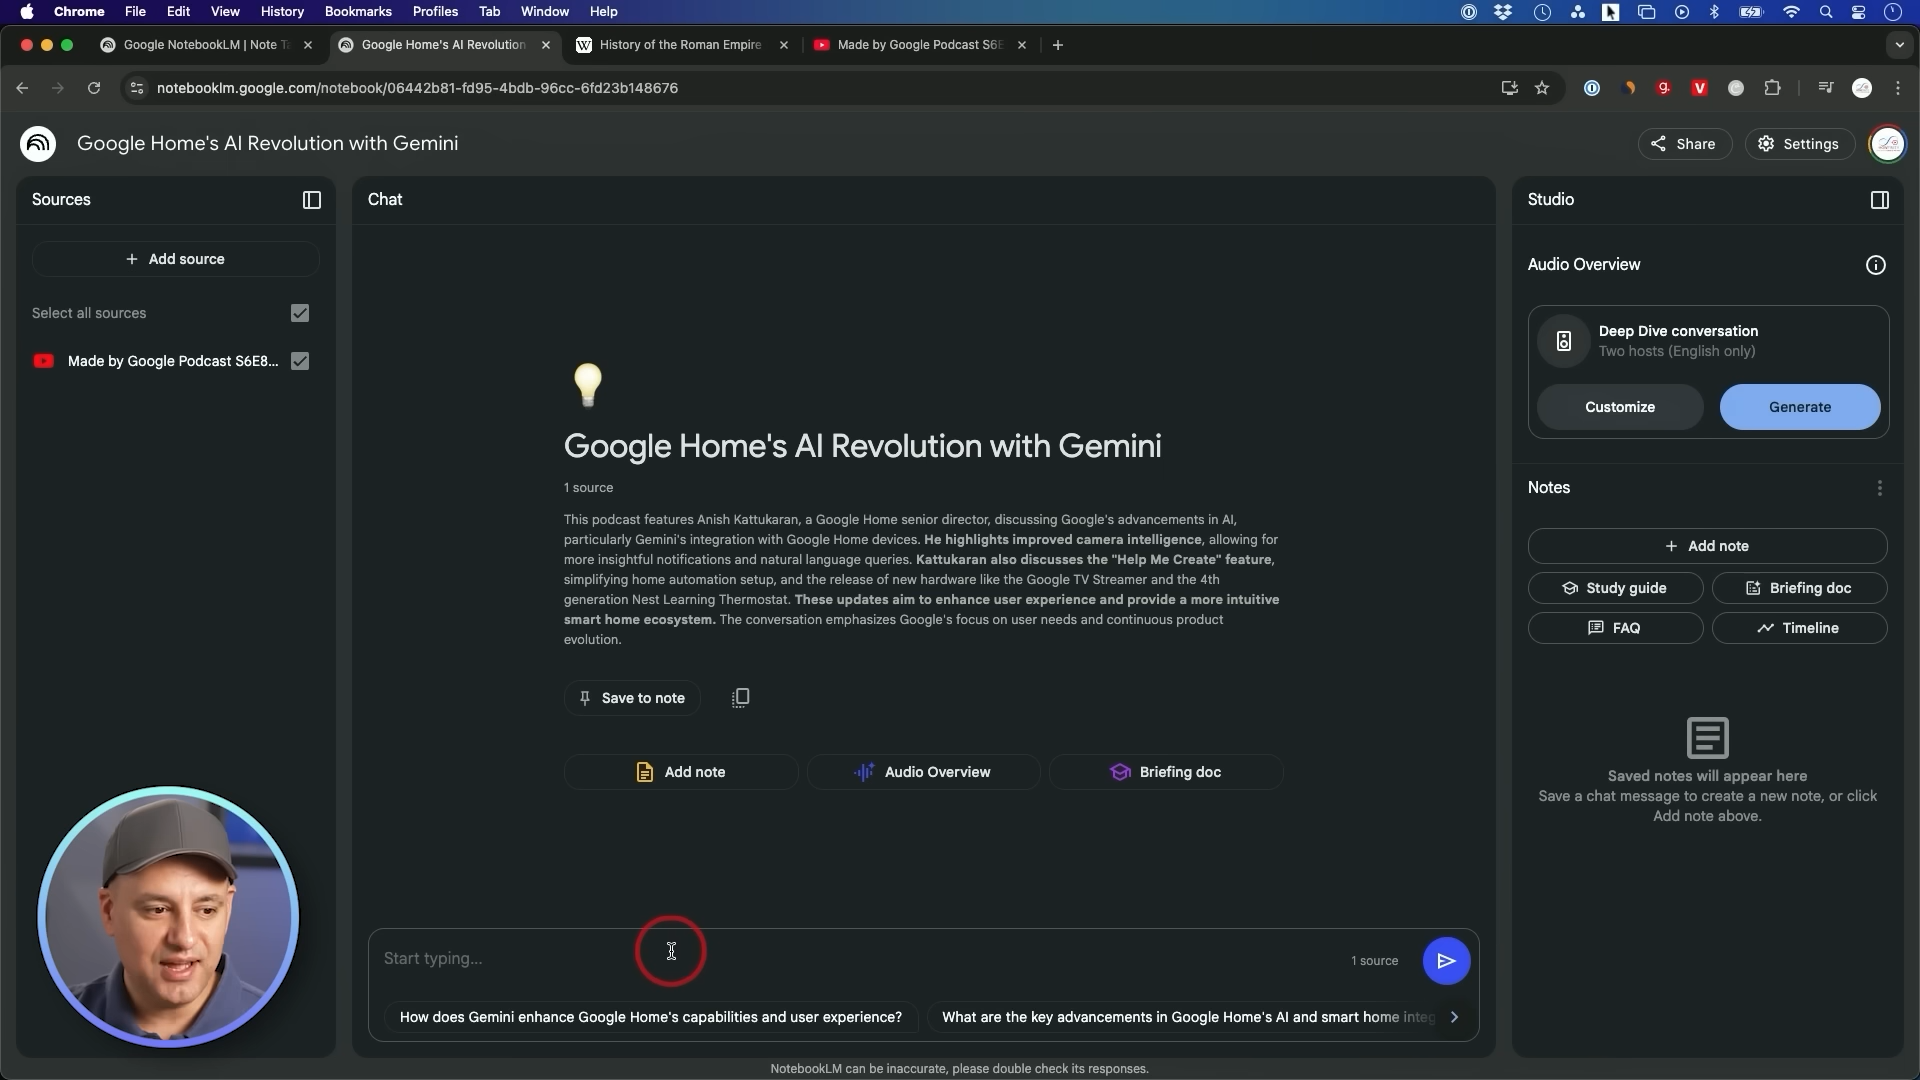 Chrome File Edit View History Bookmarks Profiles Tab Window Help
Google NotebookLM | Note T
Google Home's AI Revolution
W History of the Roman Empire
Made by Google Podcast S6E
notebooklm.google.com/notebook/06442b81-fd95-4bdb-96cc-6fd23b148676
g.
V
Google Home's AI Revolution with Gemini
Share
Settings
Sources
Add source
Select all sources
Made by Google Podcast S6E8...
Chat
Google Home's AI Revolution with Gemini
1 source
This podcast features Anish Kattukaran, a Google Home senior director, discussing Google's advancements in AI,
particularly Gemini's integration with Google Home devices. He highlights improved camera intelligence, allowing for
more insightful notifications and natural language queries. Kattukaran also discusses the "Help Me Create" feature,
simplifying home automation setup, and the release of new hardware like the Google TV Streamer and the 4th
generation Nest Learning Thermostat. These updates aim to enhance user experience and provide a more intuitive
smart home ecosystem. The conversation emphasizes Google's focus on user needs and continuous product
evolution.
Save to note
Add note
Audio Overview
Briefing doc
Start typing...
1 source
How does Gemini enhance Google Home's capabilities and user experience?
What are the key advancements in Google Home's AI and smart home integ
Studio
Audio Overview
Deep Dive conversation
Two hosts (English only)
Customize
Generate
Notes
Add note
Study guide
Briefing doc
FAQ
Timeline
Saved notes will appear here
Save a chat message to create a new note, or click
Add note above.
NotebookLM can be inaccurate, please double check its responses.